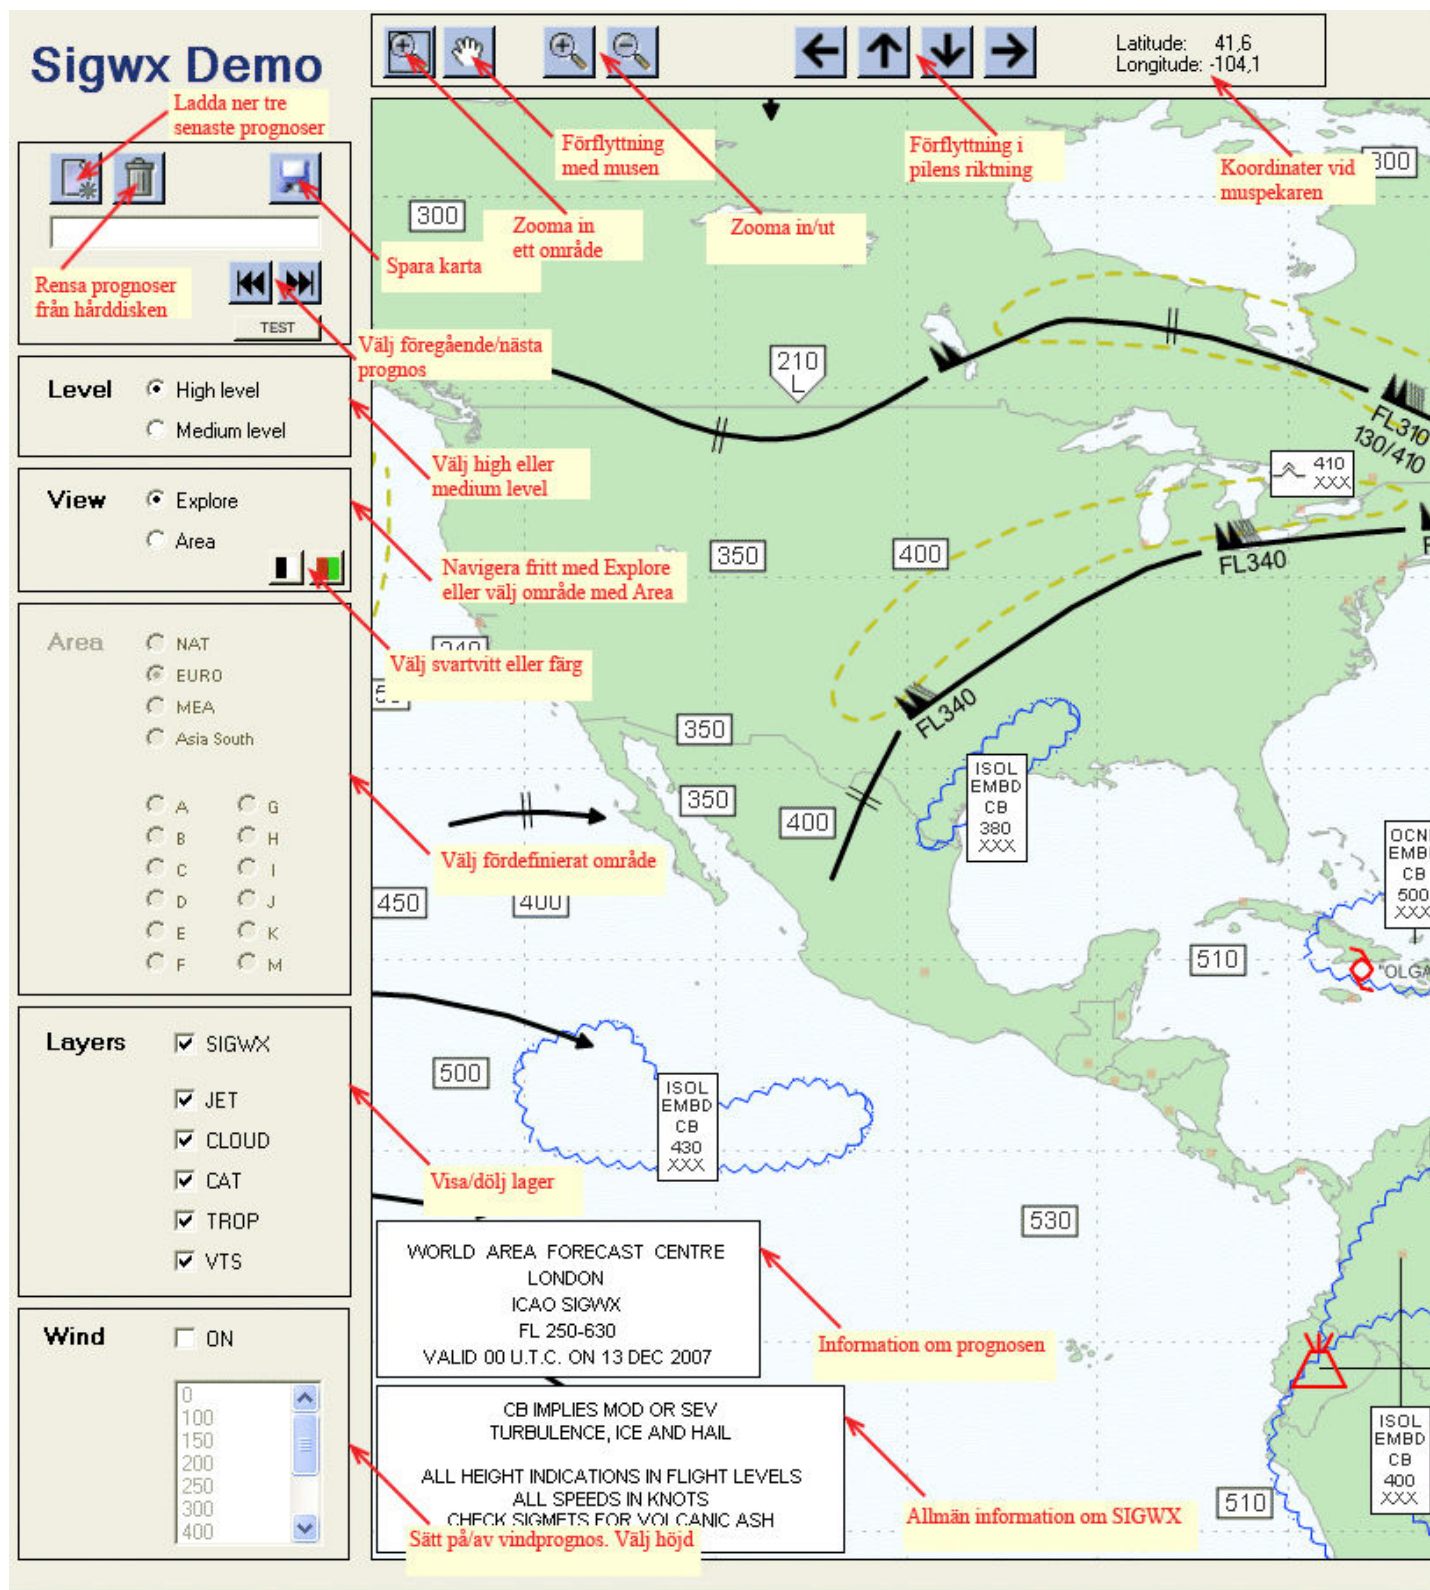 Sigwx Demo
Latitude: 41,6
Longitude: -104,1
Ladda ner tre
senaste prognoser
Förflyttning
med musen
Förflyttning i
pilens riktning
Koordinater vid
muspekaren
Zooma in
ett område
Zooma in/ut
Spara karta
Rensa prognoser
från hårddisken
TEST
Välj föregående/nästa
prognos
Level
High level
Medium level
Välj high eller
medium level
View
Explore
Area
Navigera fritt med Explore
eller välj område med Area
Välj svartvitt eller färg
Area
NAT
EURO
MEA
Asia South
A G
B H
C I
D J
E K
F M
Välj fördefinierat område
Layers
SIGWX
JET
CLOUD
CAT
TROP
VTS
Visa/dölj lager
Wind
ON
0
100
150
200
250
300
400
Sätt på/av vindprognos. Välj höjd
300
300
210
L
FL310
130/410
410
XXX
350
400
FL340
FL340
350
350
400
ISOL
EMBD
CB
380
XXX
450
400
510
EMB
CB
500
XXX
500
ISOL
EMBD
CB
430
XXX
530
510
ISOL
EMBD
CB
400
XXX
WORLD AREA FORECAST CENTRE
LONDON
ICAO SIGWX
FL 250-630
VALID 00 U.T.C. ON 13 DEC 2007
Information om prognosen
CB IMPLIES MOD OR SEV
TURBULENCE, ICE AND HAIL
ALL HEIGHT INDICATIONS IN FLIGHT LEVELS
ALL SPEEDS IN KNOTS
CHECK SIGMETS FOR VOLCANIC ASH
Allmän information om SIGWX